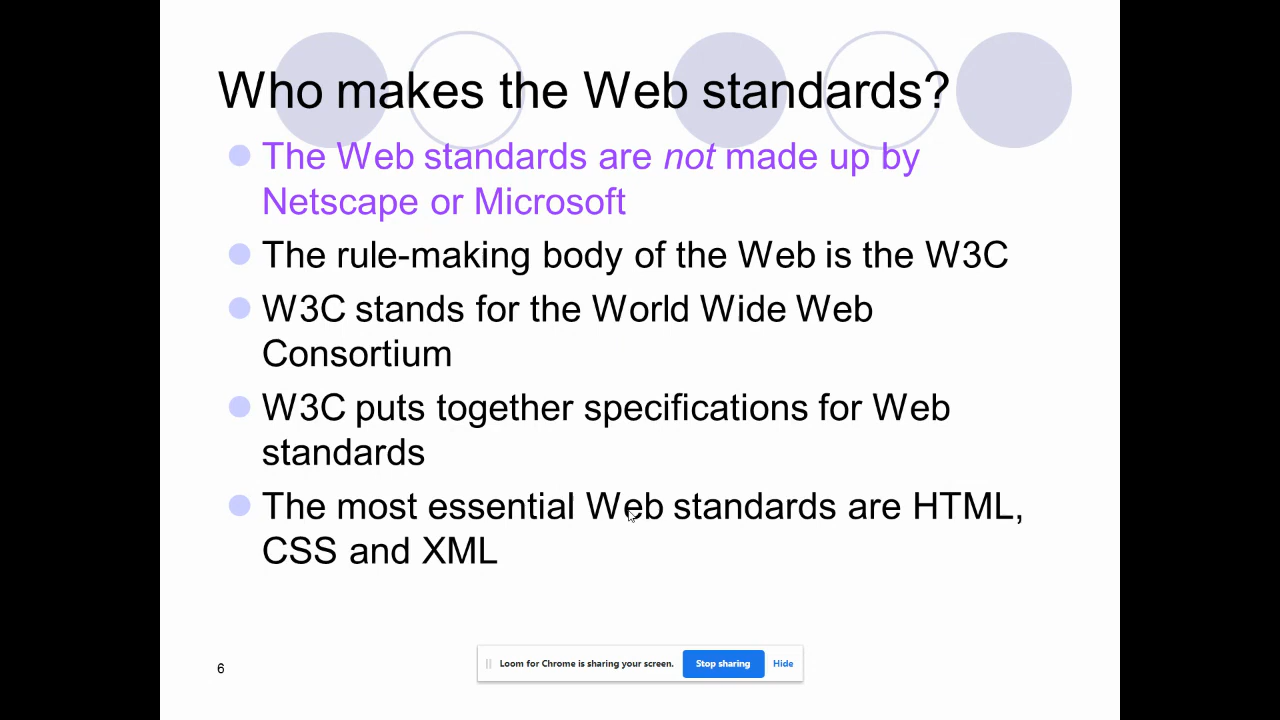 Who makes the Web standards?
The Web standards are not made up by
Netscape or Microsoft
The rule-making body of the Web is the W3C
W3C stands for the World Wide Web
Consortium
W3C puts together specifications for Web
standards
The most essential Web standards are HTML,
CSS and XML
6
Loom for Chrome is sharing your screen. Stop sharing Hide